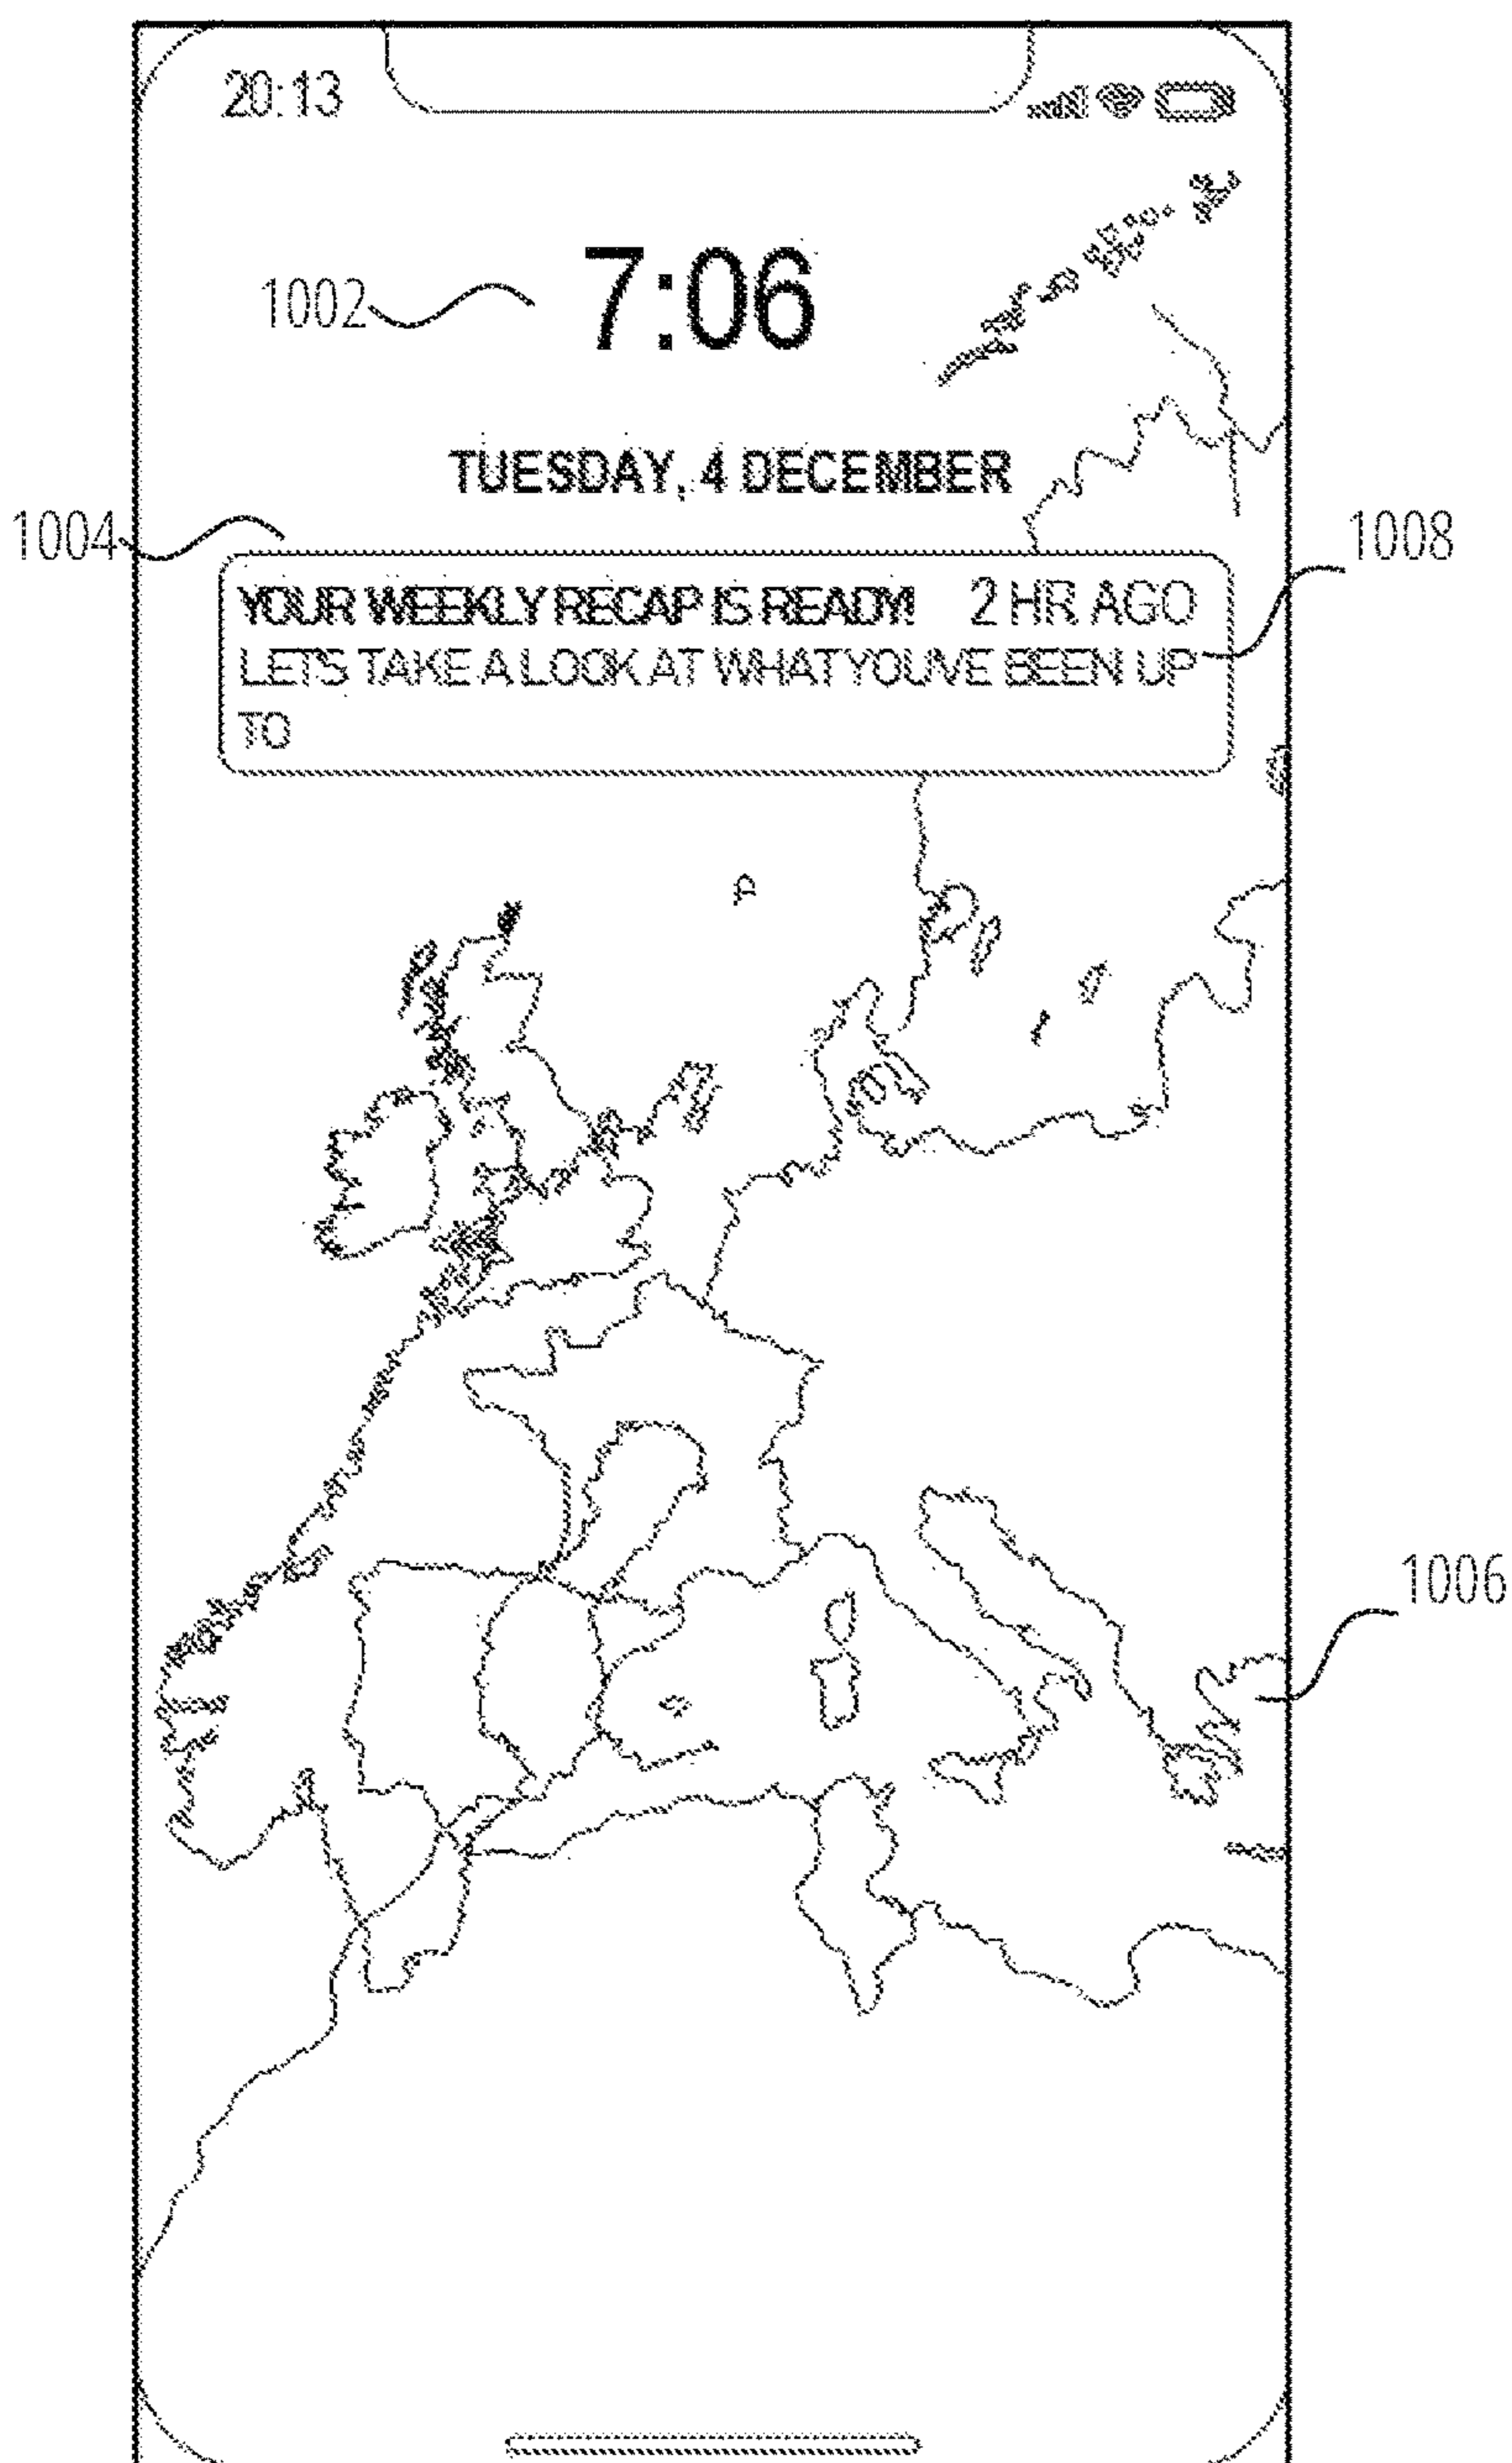 20:13
1002 7:06
TUESDAY, 4 DECEMBER
1004
1008
YOUR WEEKLY RECAP IS READY! 2 HR AGO
LETS TAKE A LOOK AT WHAT YOUVE BEEN UP
TO
1006